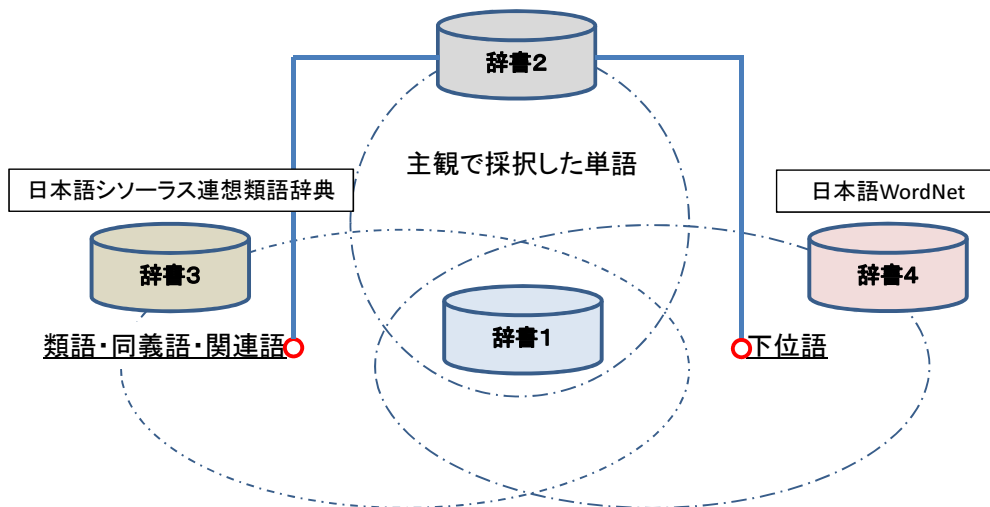 辞書2
主観で採択した単語
日本語シソーラス連想類語辞典
日本語WordNet
辞書3
辞書4
辞書1
類語・同義語・関連語
下位語